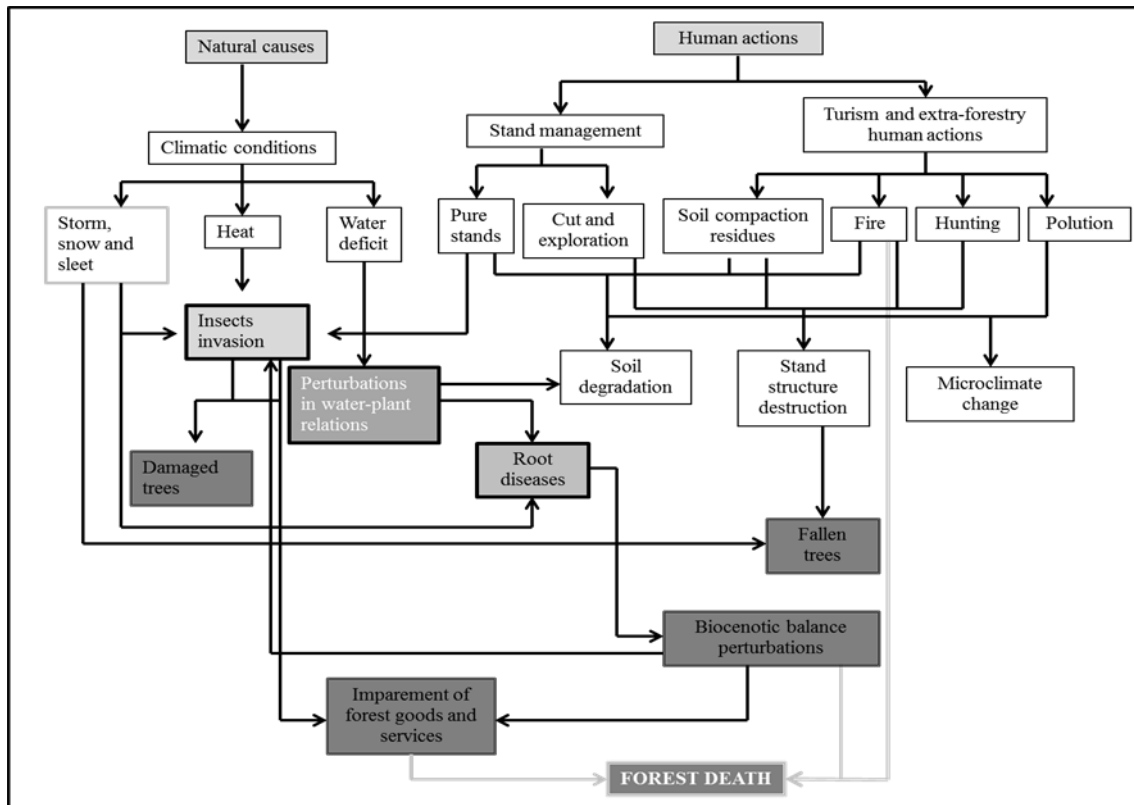 Natural causes
Human actions
Climatic conditions
Stand management
Turism and extra-forestry
human actions
Storm,
snow and
sleet
Heat
Water
deficit
Pure
stands
Cut and
exploration
Soil compaction
residues
Fire
Hunting
Polution
Insects
invasion
Perturbations
in water-plant
relations
Soil
degradation
Stand
structure
destruction
Microclimate
change
Damaged
trees
Root
diseases
Fallen
trees
Biocenotic balance
perturbations
Imparement of
forest goods and
services
FOREST DEATH